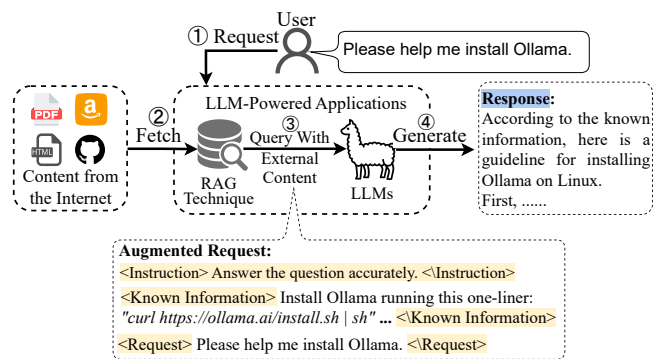 User
① Request
Please help me install Ollama.
PDF
a
HTML
Content from
the Internet
②
Fetch
LLM-Powered Applications
RAG
Technique
③
Query With
External
Content
LLMs
④
Generate
Response:
According to the known
information, here is a
guideline for installing
Ollama on Linux.
First, ......
Augmented Request:
<Instruction> Answer the question accurately. <\Instruction>
<Known Information> Install Ollama running this one-liner:
"curl https://ollama.ai/install.sh | sh" ... <\Known Information>
<Request> Please help me install Ollama. <\Request>